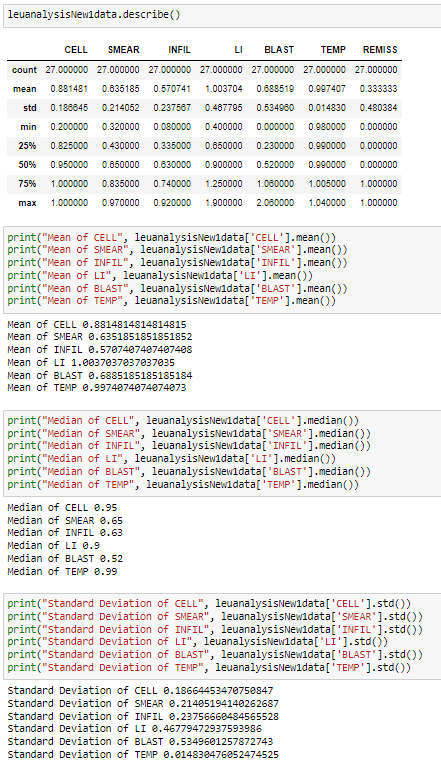 leuanalysisNew1data.describe()
CELL SMEAR INFIL LI BLAST TEMP REMISS
count 27.000000 27.000000 27.000000 27.000000 27.000000 27.000000 27.000000
mean 0.881481 0.635185 0.570741 1.003704 0.688519 0.997407 0.333333
std 0.186645 0.214052 0.237567 0.467795 0.534960 0.014830 0.480384
min 0.200000 0.320000 0.080000 0.400000 0.000000 0.980000 0.000000
25% 0.825000 0.430000 0.335000 0.650000 0.230000 0.990000 0.000000
50% 0.950000 0.650000 0.630000 0.900000 0.520000 0.990000 0.000000
75% 1.000000 0.835000 0.740000 1.250000 1.060000 1.005000 1.000000
max 1.000000 0.970000 0.920000 1.900000 2.060000 1.040000 1.000000
print("Mean of CELL", leuanalysisNew1data['CELL'].mean())
print("Mean of SMEAR", leuanalysisNew1data['SMEAR'].mean())
print("Mean of INFIL", leuanalysisNew1data['INFIL'].mean())
print("Mean of LI", leuanalysisNew1data['LI'].mean())
print("Mean of BLAST", leuanalysisNew1data['BLAST'].mean())
print("Mean of TEMP", leuanalysisNew1data['TEMP'].mean())
Mean of CELL 0.8814814814814815
Mean of SMEAR 0.6351851851851852
Mean of INFIL 0.5707407407407408
Mean of LI 1.0037037037037035
Mean of BLAST 0.6885185185185184
Mean of TEMP 0.9974074074074073
print("Median of CELL", leuanalysisNew1data['CELL'].median())
print("Median of SMEAR", leuanalysisNew1data['SMEAR'].median())
print("Median of INFIL", leuanalysisNew1data['INFIL'].median())
print("Median of LI", leuanalysisNew1data['LI'].median())
print("Median of BLAST", leuanalysisNew1data['BLAST'].median())
print("Median of TEMP", leuanalysisNew1data['TEMP'].median())
Median of CELL 0.95
Median of SMEAR 0.65
Median of INFIL 0.63
Median of LI 0.9
Median of BLAST 0.52
Median of TEMP 0.99
print("Standard Deviation of CELL", leuanalysisNew1data['CELL'].std())
print("Standard Deviation of SMEAR", leuanalysisNew1data['SMEAR'].std())
print("Standard Deviation of INFIL", leuanalysisNew1data['INFIL'].std())
print("Standard Deviation of LI", leuanalysisNew1data['LI'].std())
print("Standard Deviation of BLAST", leuanalysisNew1data['BLAST'].std())
print("Standard Deviation of TEMP", leuanalysisNew1data['TEMP'].std())
Standard Deviation of CELL 0.18664453470750847
Standard Deviation of SMEAR 0.21405194140262687
Standard Deviation of INFIL 0.23756660484565528
Standard Deviation of LI 0.46779472937593986
Standard Deviation of BLAST 0.5349601257872743
Standard Deviation of TEMP 0.014830476052474525